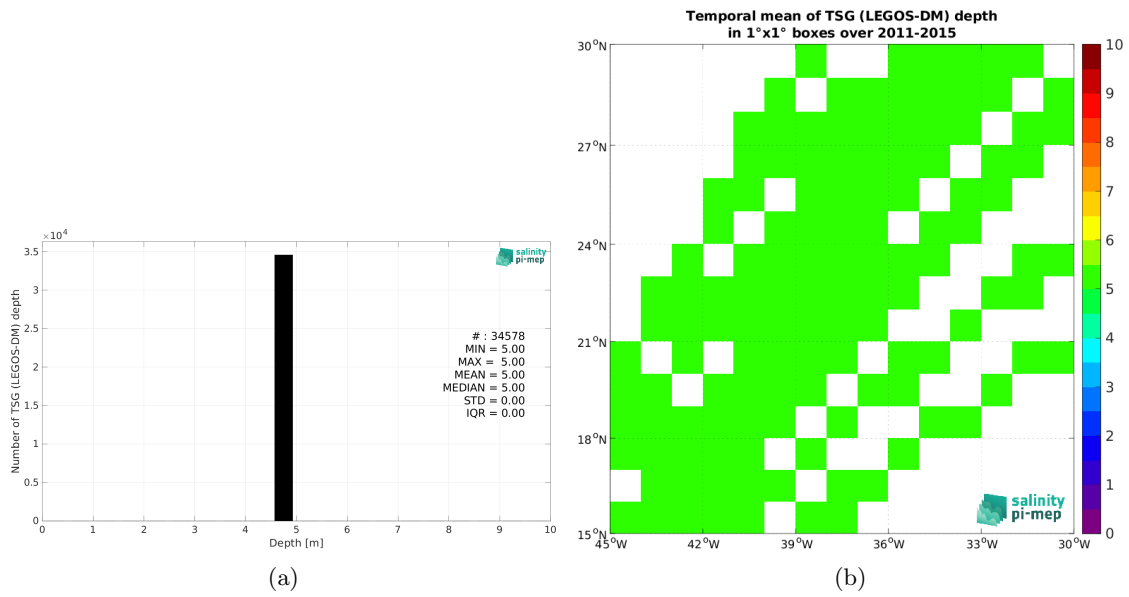 ×10⁴
3.5
3
2.5
2
1.5
1
0.5
0
0 1 2 3 4 5 6 7 8 9 10
Depth [m]
Number of TSG (LEGOS-DM) depth
salinity
pi-mep
# : 34578
MIN = 5.00
MAX = 5.00
MEAN = 5.00
MEDIAN = 5.00
STD = 0.00
IQR = 0.00
(a)
Temporal mean of TSG (LEGOS-DM) depth
in 1°x1° boxes over 2011-2015
30°N
27°N
24°N
21°N
18°N
15°N
45°W 42°W 39°W 36°W 33°W 30°W
salinity
pi-mep
10
9
8
7
6
5
4
3
2
1
0
(b)